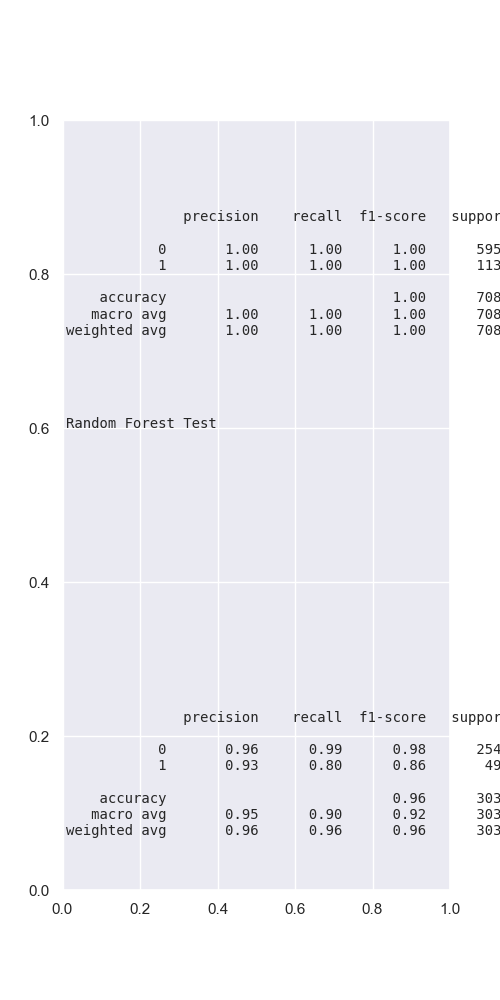 1.0
precision recall f1-score suppor
0 1.00 1.00 1.00 595
1 1.00 1.00 1.00 113
0.8
accuracy 1.00 708
macro avg 1.00 1.00 1.00 708
weighted avg 1.00 1.00 1.00 708
Random Forest Test
0.6
0.4
precision recall f1-score suppor
0.2
0 0.96 0.99 0.98 254
1 0.93 0.80 0.86 49
accuracy 0.96 303
macro avg 0.95 0.90 0.92 303
weighted avg 0.96 0.96 0.96 303
0.0
0.0 0.2 0.4 0.6 0.8 1.0